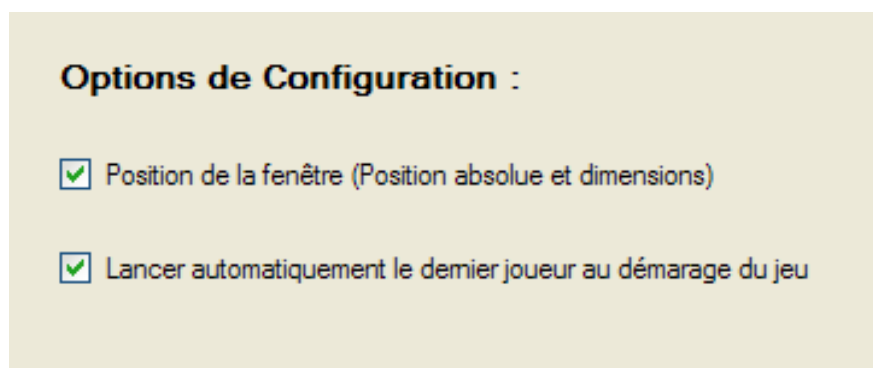 Options de Configuration :
Position de la fenêtre (Position absolue et dimensions)
Lancer automatiquement le dernier joueur au démarage du jeu